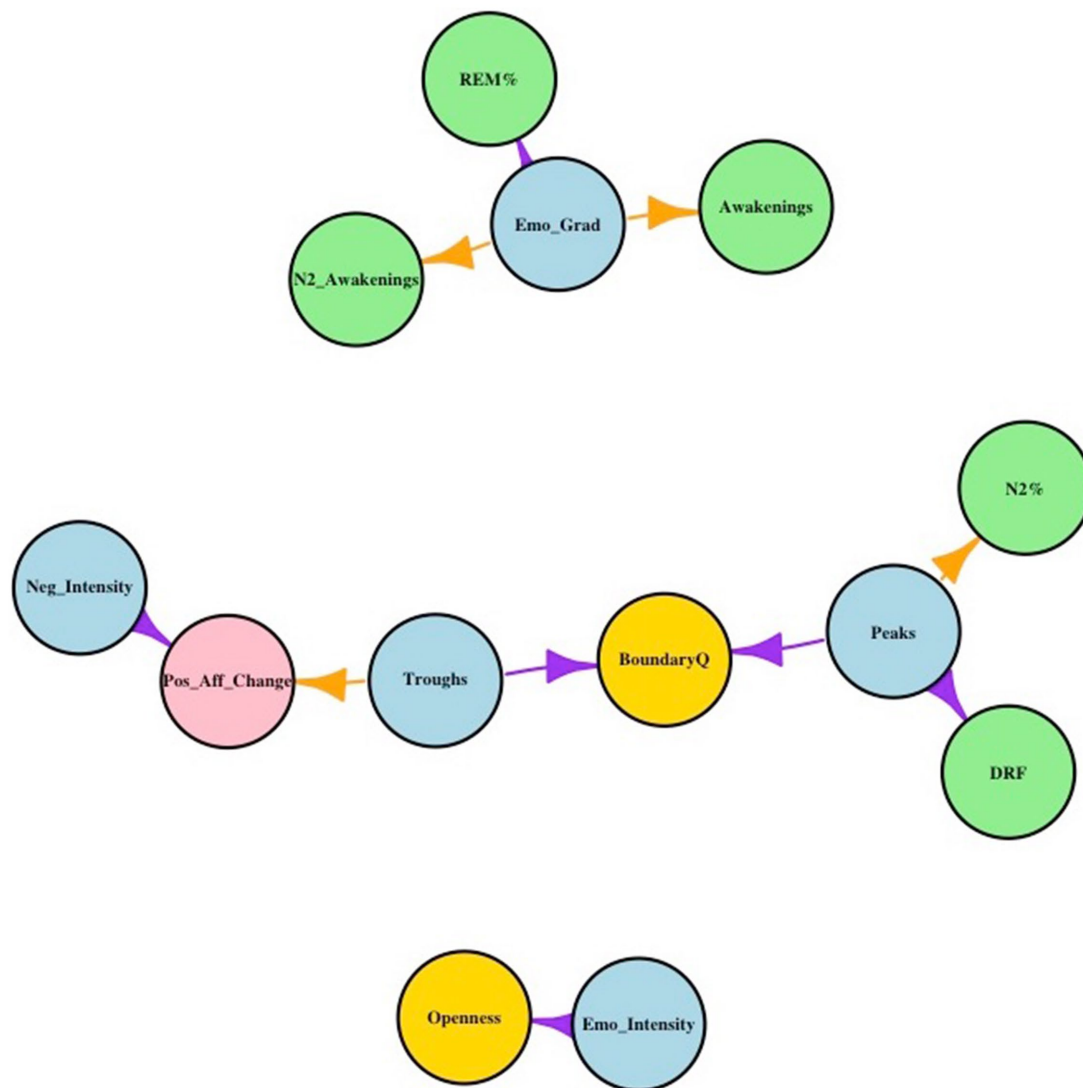 REM%
Awakenings
Emo_Grad
N2_Awakenings
N2%
Neg_Intensity
Peaks
BoundaryQ
Troughs
Pos_Aff_Change
DRF
Openness
Emo_Intensity